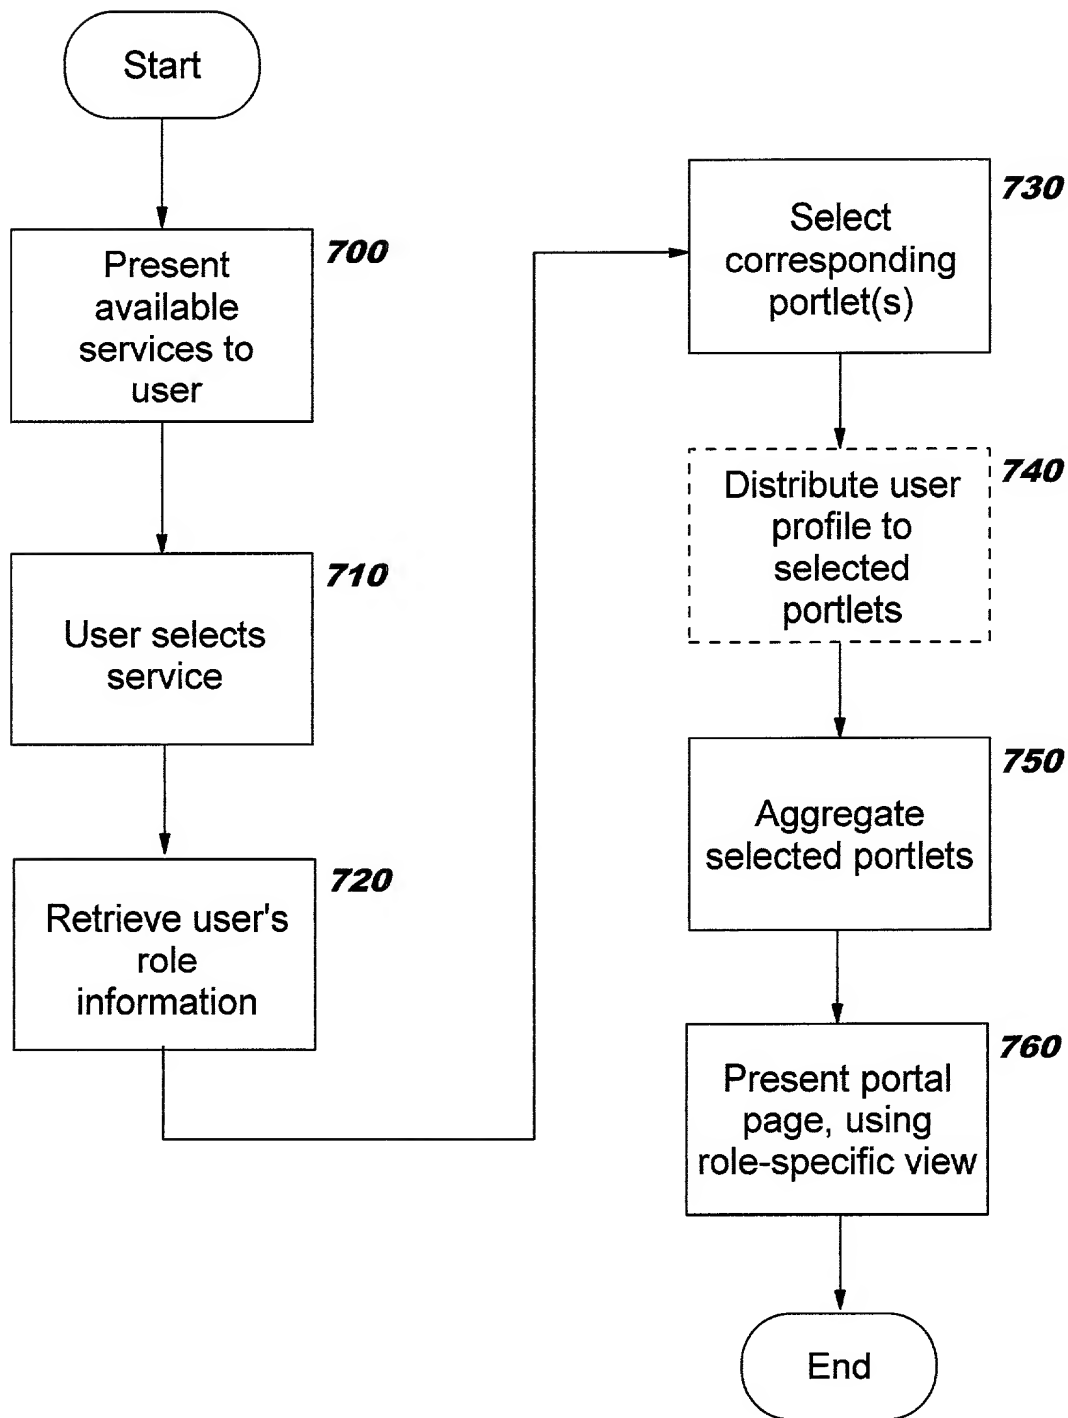 Start
Present
available
services to
user
700
User selects
service
710
Retrieve user's
role
information
720
Select
corresponding
portlet(s)
730
Distribute user
profile to
selected
portlets
740
Aggregate
selected portlets
750
Present portal
page, using
role-specific view
760
End